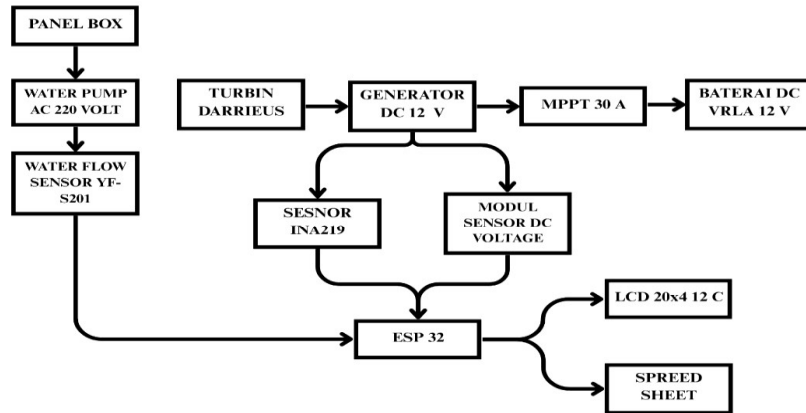 PANEL BOX
WATER PUMP
AC 220 VOLT
WATER FLOW
SENSOR YF-
S201
TURBIN
DARRIEUS
GENERATOR
DC 12 V
MPPT 30 A
BATERAI DC
VRLA 12 V
SESNOR
INA219
MODUL
SENSOR DC
VOLTAGE
ESP 32
LCD 20x4 12 C
SPREED
SHEET